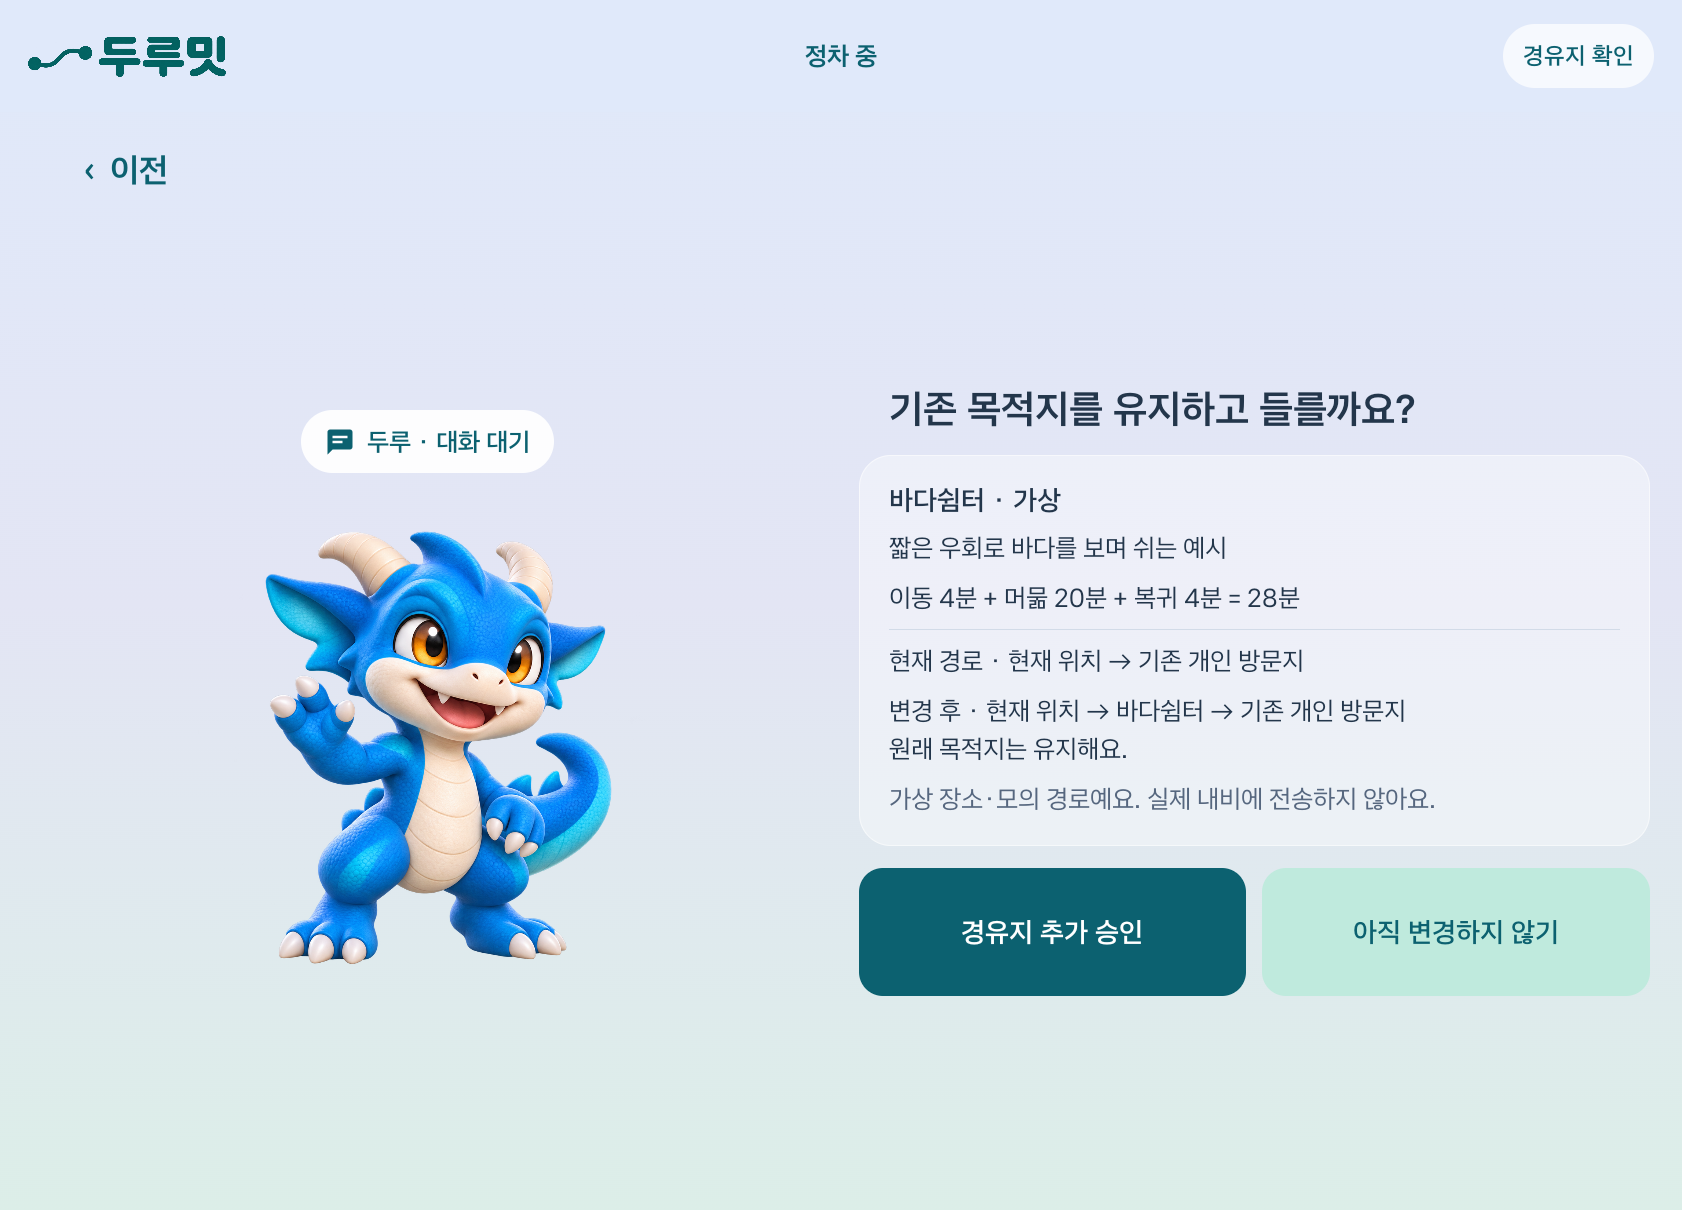 두루밋
정차 중
경유지 확인
‹ 이전
두루 · 대화 대기
기존 목적지를 유지하고 들를까요?
바다쉼터 · 가상
짧은 우회로 바다를 보며 쉬는 예시
이동 4분 + 머묾 20분 + 복귀 4분 = 28분
현재 경로 · 현재 위치 → 기존 개인 방문지
변경 후 · 현재 위치 → 바다쉼터 → 기존 개인 방문지
원래 목적지는 유지해요.
가상 장소·모의 경로예요. 실제 내비에 전송하지 않아요.
경유지 추가 승인
아직 변경하지 않기